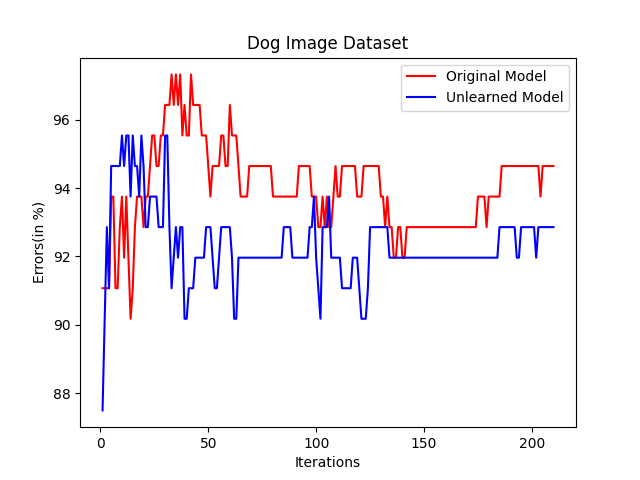 Dog Image Dataset
Original Model
Unlearned Model
Errors(in %)
96
94
92
90
88
0 50 100 150 200
Iterations